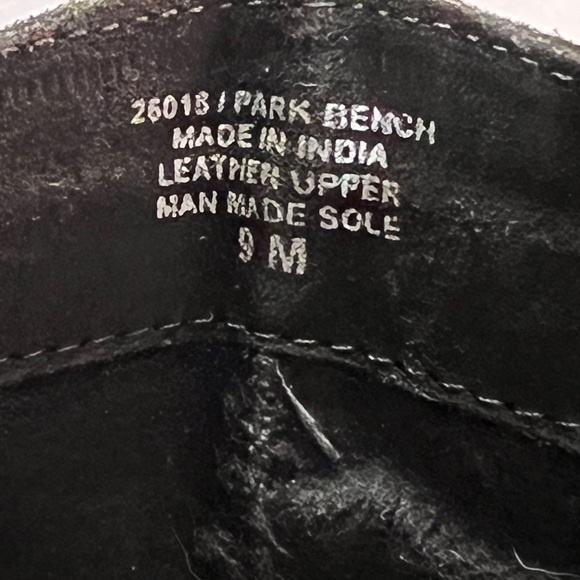 26018 / PARK BENCH
MADE IN INDIA
LEATHER UPPER
MAN MADE SOLE
9 M